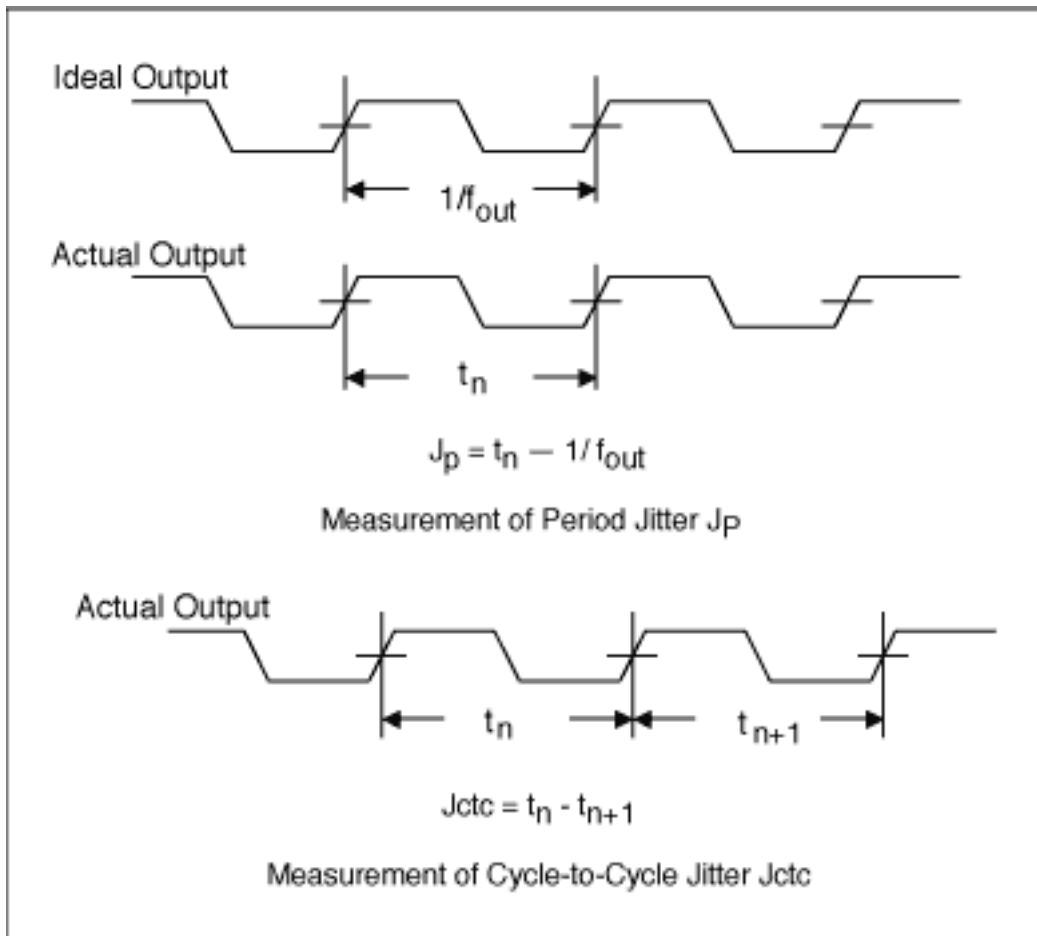 Ideal Output
1/fout
Actual Output
tn
Jp = tn — 1/ fout
Measurement of Period Jitter JP
Actual Output
tn
tn+1
Jctc = tn - tn+1
Measurement of Cycle-to-Cycle Jitter Jctc